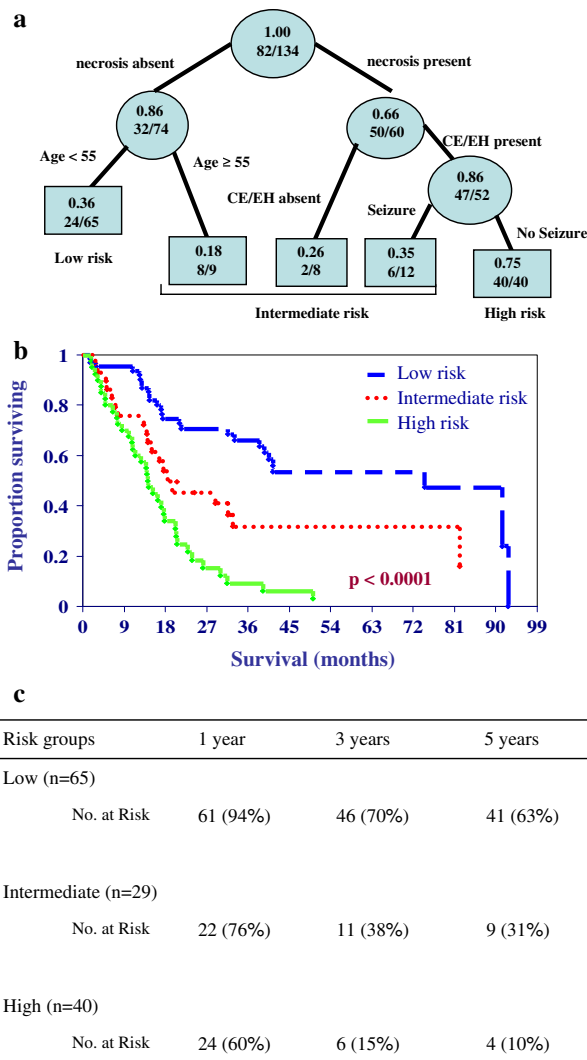 a
1.00
82/134
necrosis absent
necrosis present
0.86
32/74
0.66
50/60
Age < 55
Age ≥ 55
CE/EH absent
CE/EH present
0.86
47/52
Seizure
No Seizure
0.36
24/65
0.18
8/9
0.26
2/8
0.35
6/12
0.75
40/40
Low risk
Intermediate risk
High risk
b
Proportion surviving
1
0.8
0.6
0.4
0.2
0
Low risk
Intermediate risk
High risk
p < 0.0001
0 9 18 27 36 45 54 63 72 81 90 99
Survival (months)
c
Risk groups 1 year 3 years 5 years
Low (n=65)
No. at Risk 61 (94%) 46 (70%) 41 (63%)
Intermediate (n=29)
No. at Risk 22 (76%) 11 (38%) 9 (31%)
High (n=40)
No. at Risk 24 (60%) 6 (15%) 4 (10%)